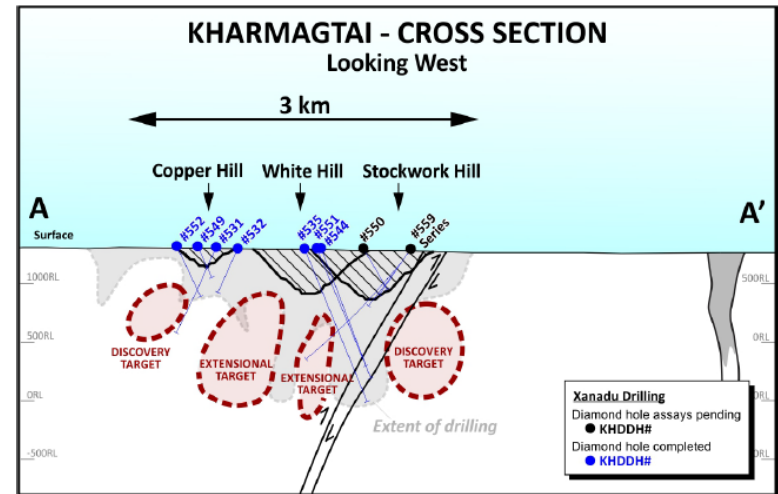 KHARMAGTAI - CROSS SECTION
Looking West
3 km
Copper Hill
White Hill
Stockwork Hill
A
A'
#552
#549
#531
#532
#535
#551
#544
#550
#559
Series
Surface
1000RL
500RL
500RL
0RL
0RL
-500RL
-500RL
DISCOVERY
TARGET
EXTENSIONAL
TARGET
EXTENSIONAL
TARGET
DISCOVERY
TARGET
Extent of drilling
Xanadu Drilling
Diamond hole assays pending
KHDDH#
Diamond hole completed
KHDDH#